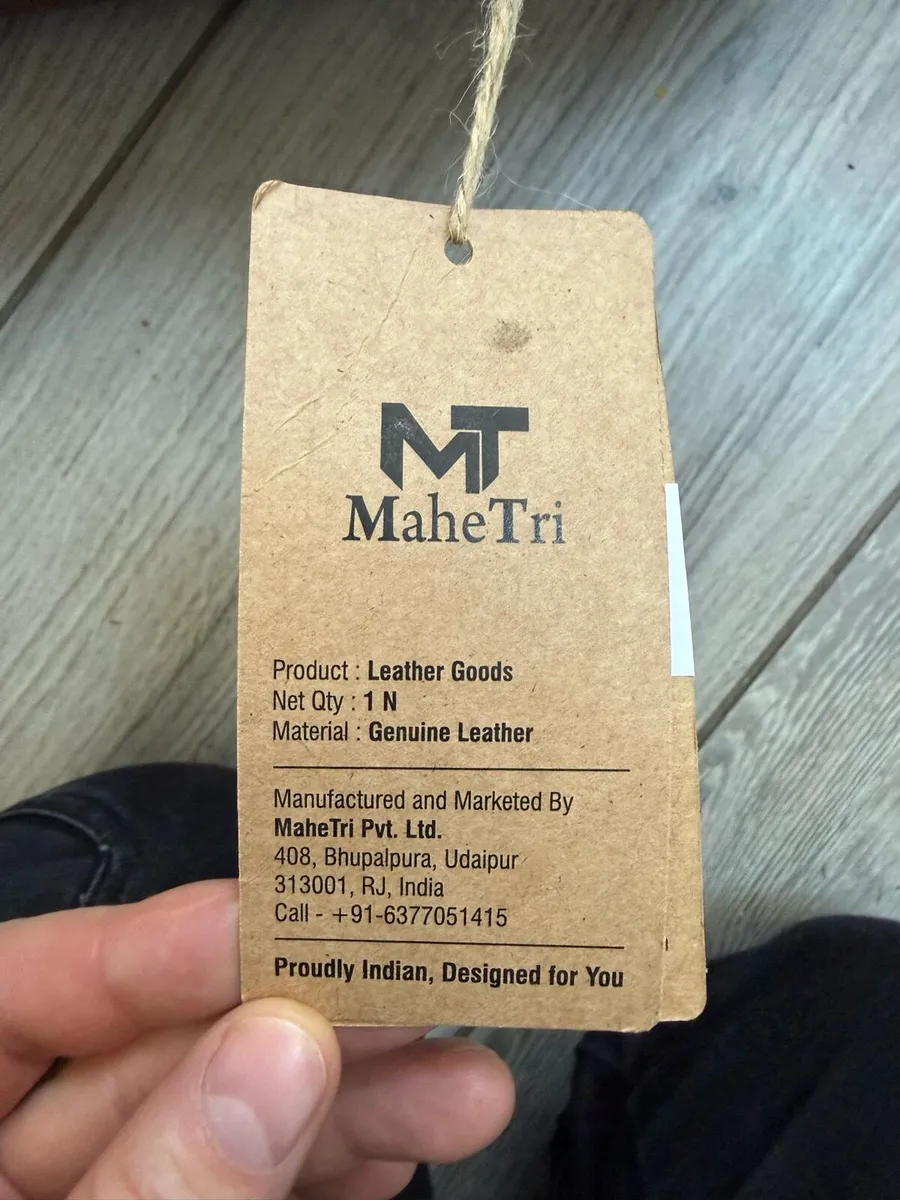 MT
MaheTri
Product : Leather Goods
Net Qty : 1 N
Material : Genuine Leather
Manufactured and Marketed By
MaheTri Pvt. Ltd.
408, Bhupalpura, Udaipur
313001, RJ, India
Call - +91-6377051415
Proudly Indian, Designed for You